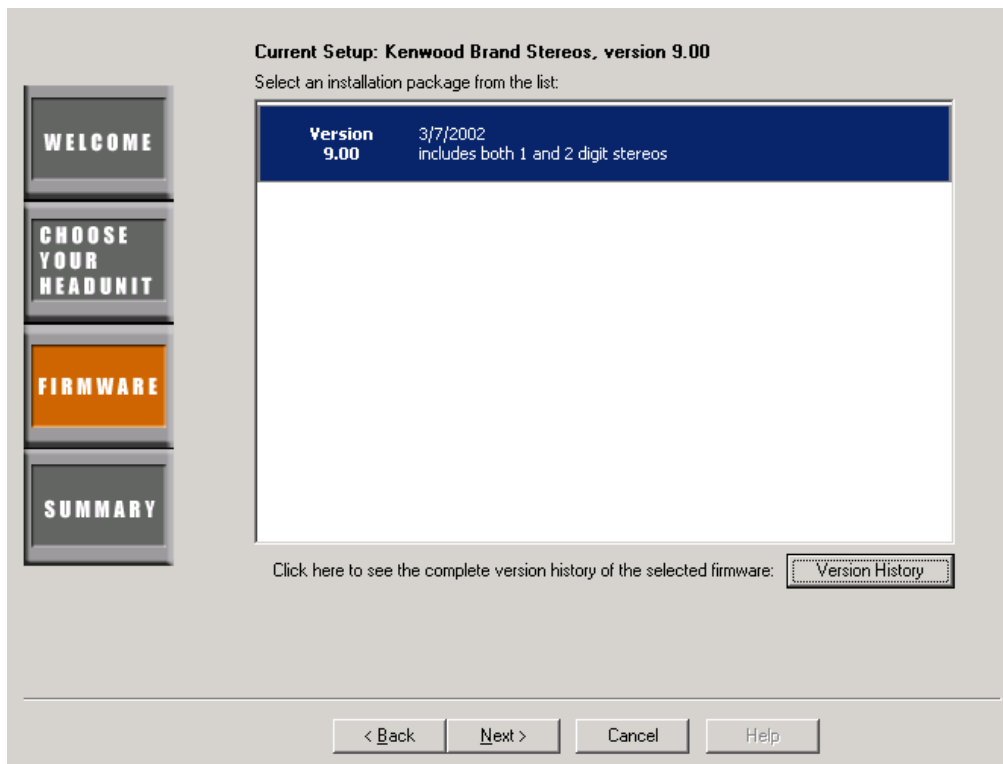 Current Setup: Kenwood Brand Stereos, version 9.00
Select an installation package from the list:
WELCOME
CHOOSE
YOUR
HEADUNIT
FIRMWARE
SUMMARY
Version 3/7/2002
9.00 includes both 1 and 2 digit stereos
Click here to see the complete version history of the selected firmware: Version History
< Back Next > Cancel Help